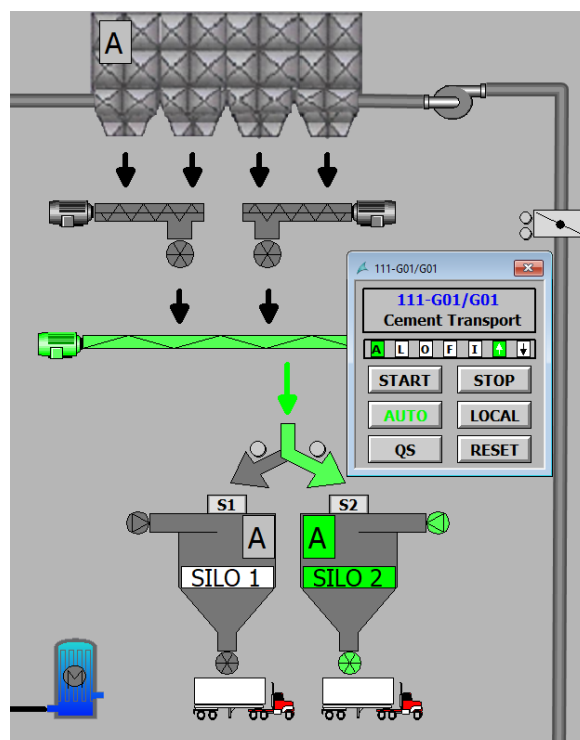 A
111-G01/G01
111-G01/G01
Cement Transport
A L O F I
START STOP
AUTO LOCAL
QS RESET
S1 S2
A A
SILO 1 SILO 2
M